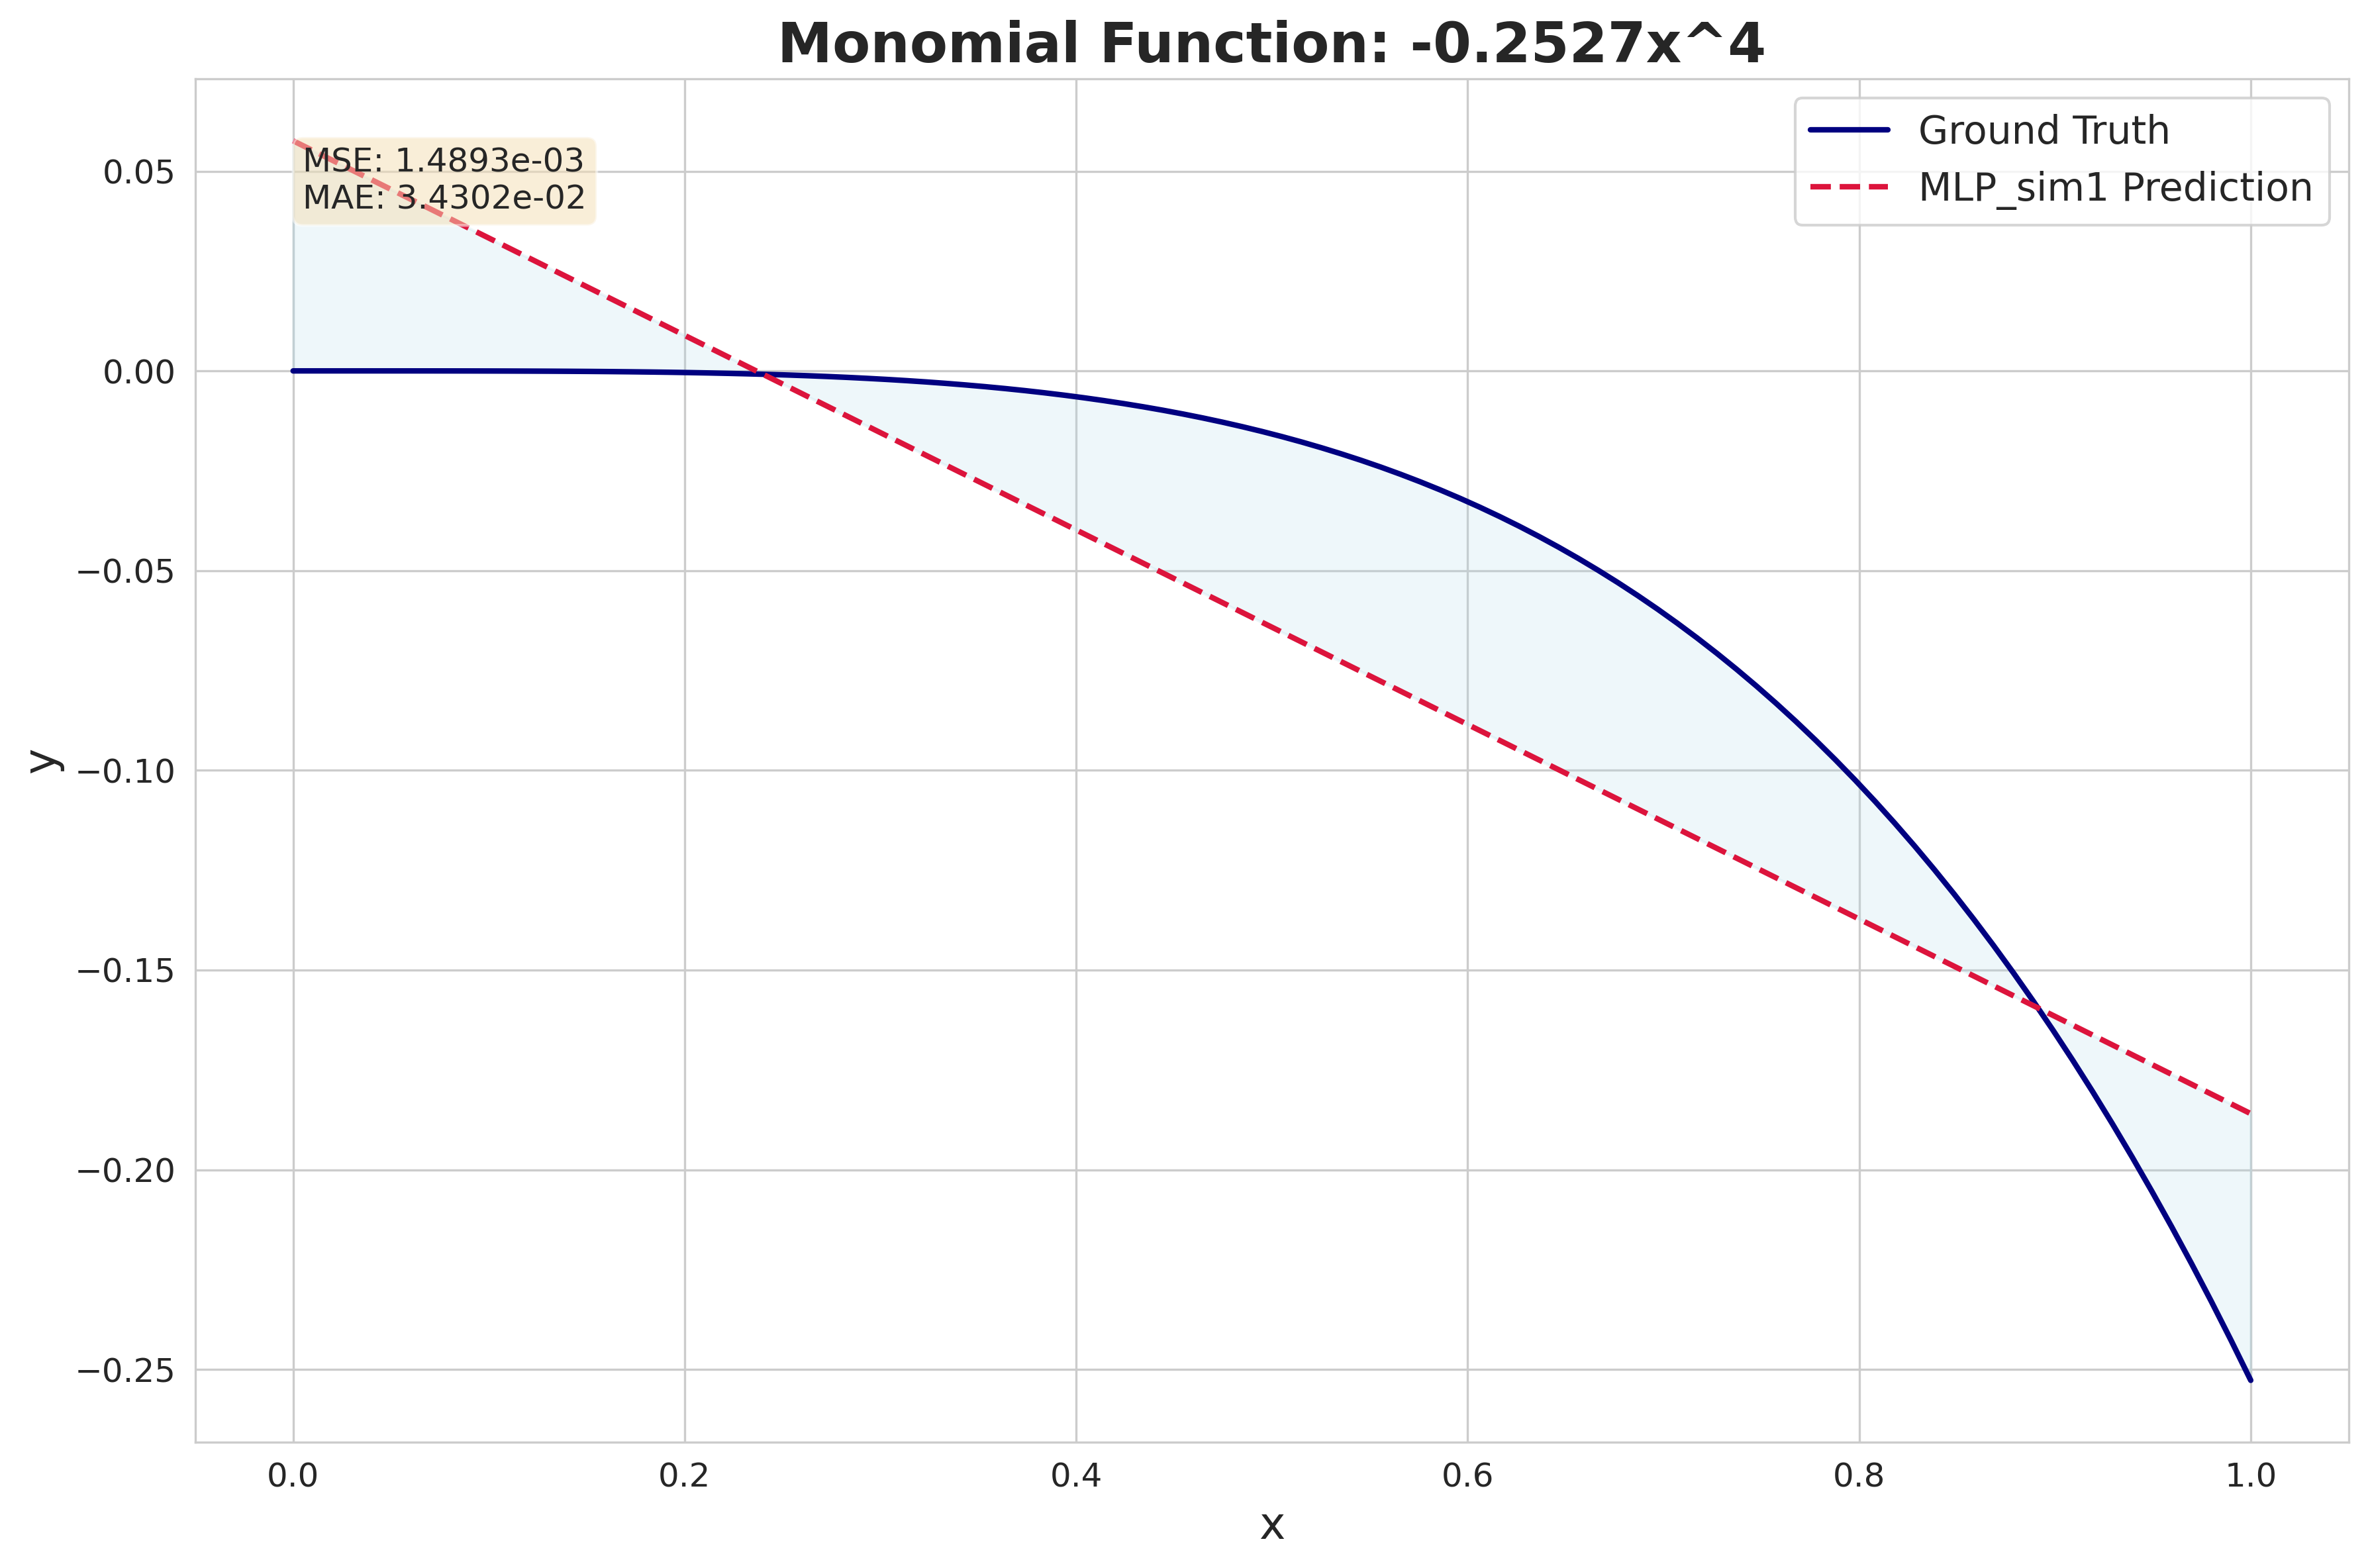 Monomial Function: -0.2527x^4
Ground Truth
MLP_sim1 Prediction
MSE: 1.4893e-03
MAE: 3.4302e-02
0.05
0.00
−0.05
−0.10
−0.15
−0.20
−0.25
y
0.0
0.2
0.4
0.6
0.8
1.0
x